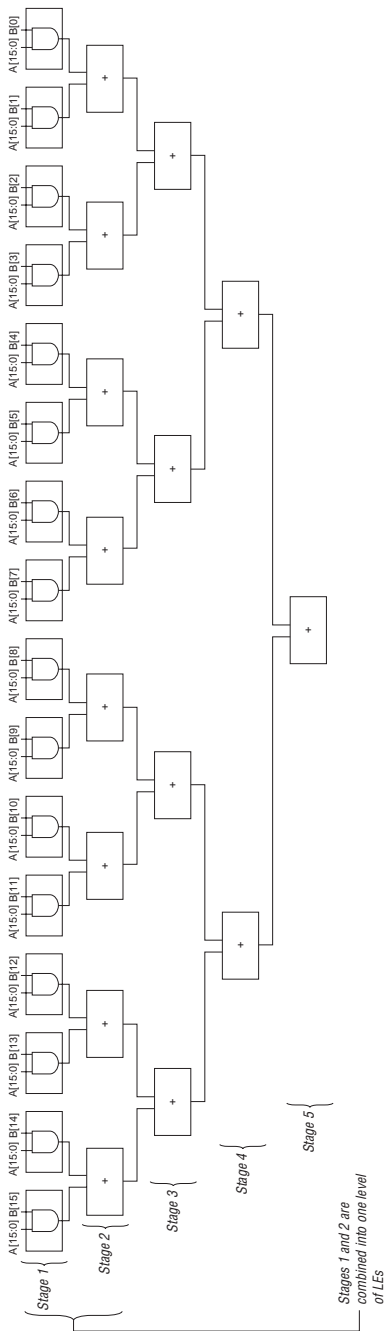 A[15:0] B[15]
A[15:0] B[14]
A[15:0] B[13]
A[15:0] B[12]
A[15:0] B[11]
A[15:0] B[10]
A[15:0] B[9]
A[15:0] B[8]
A[15:0] B[7]
A[15:0] B[6]
A[15:0] B[5]
A[15:0] B[4]
A[15:0] B[3]
A[15:0] B[2]
A[15:0] B[1]
A[15:0] B[0]
Stage 1
Stage 2
+
+
+
+
+
+
+
+
Stage 3
+
+
+
+
Stage 4
+
+
Stage 5
+
Stages 1 and 2 are
combined into one level
of LEs